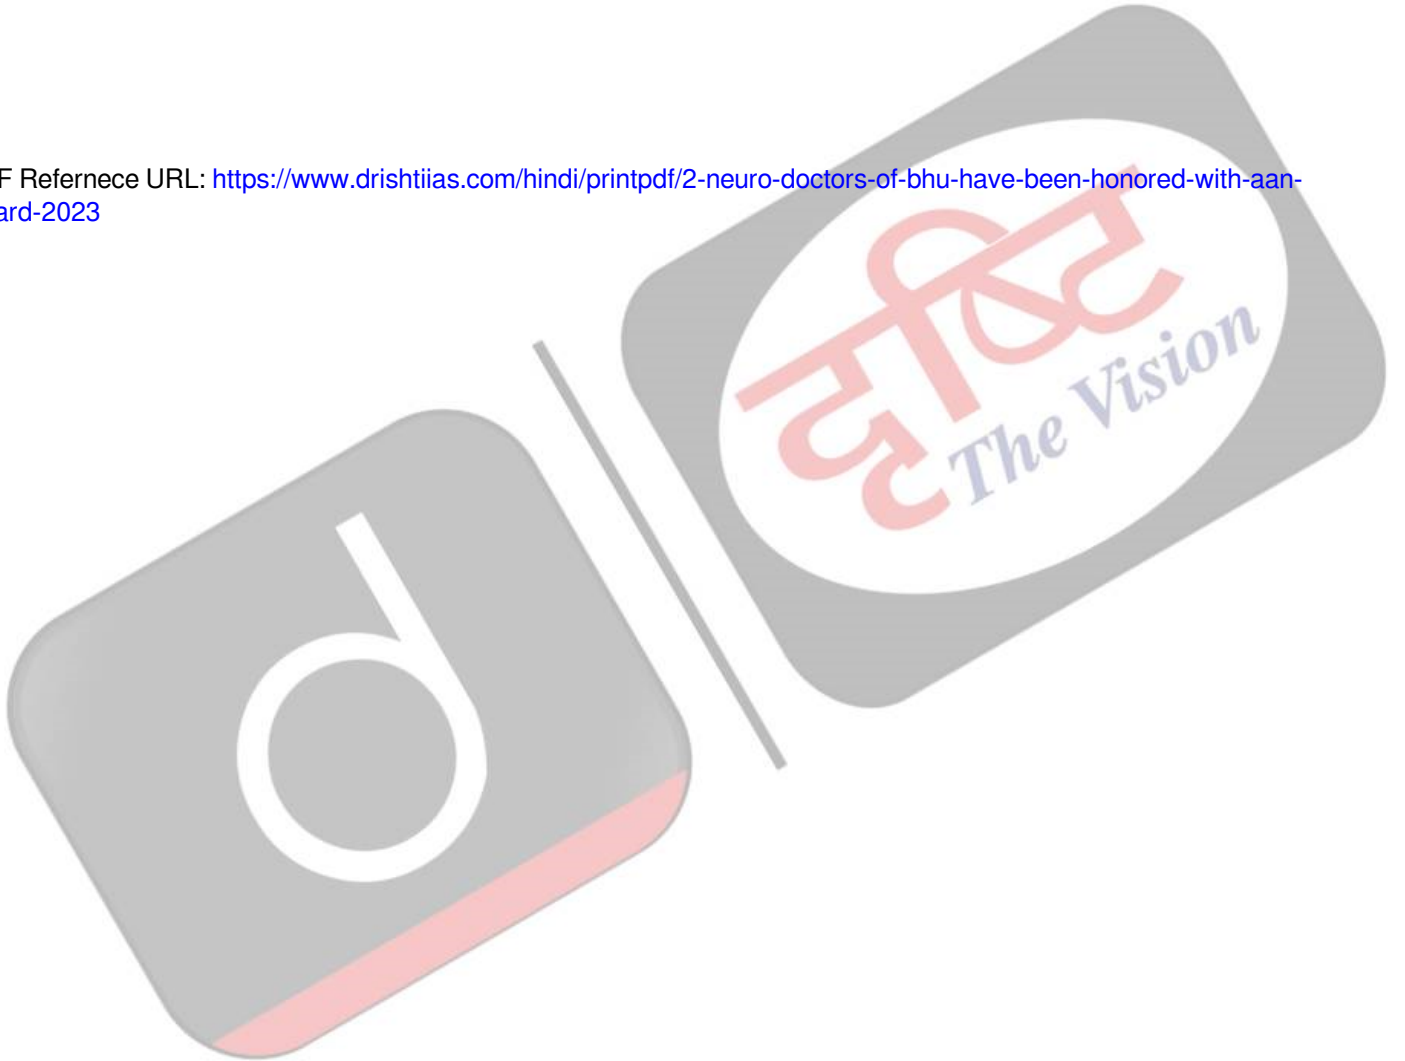 F Refernece URL: https://www.drishtiias.com/hindi/printpdf/2-neuro-doctors-of-bhu-have-been-honored-with-aan-
ard-2023
दृष्टि
The Vision
d